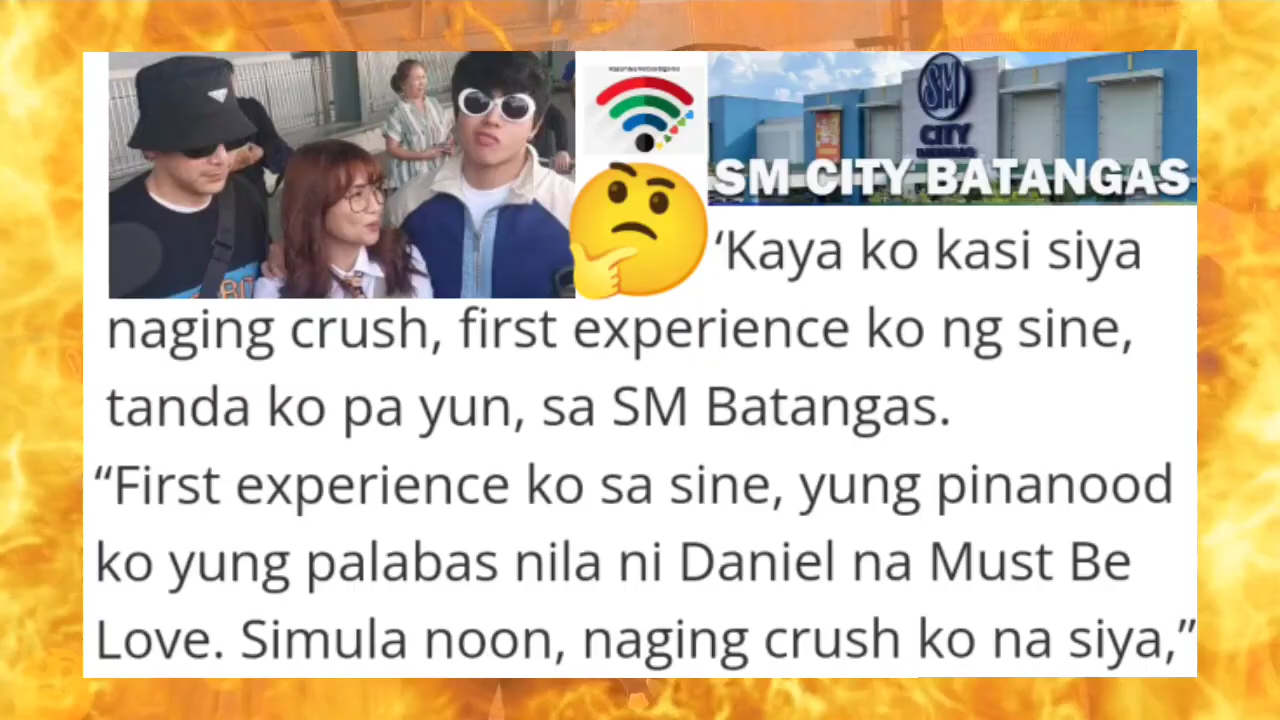 SM
CITY
SM CITY BATANGAS
‘Kaya ko kasi siya
naging crush, first experience ko ng sine,
tanda ko pa yun, sa SM Batangas.
“First experience ko sa sine, yung pinanood
ko yung palabas nila ni Daniel na Must Be
Love. Simula noon, naging crush ko na siya,”